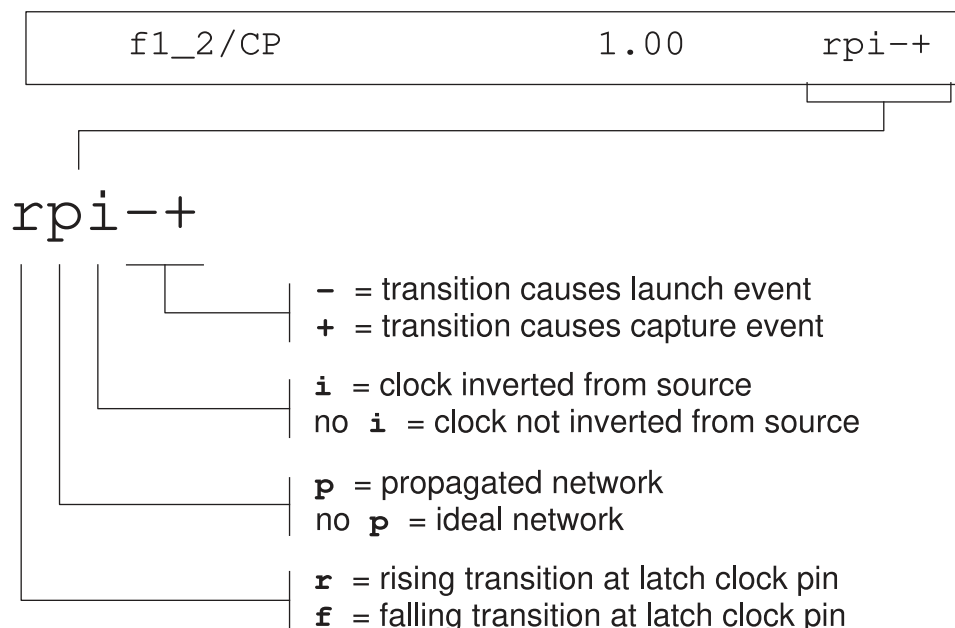 f1_2/CP 1.00 rpi-+
rpi-+
- = transition causes launch event
+ = transition causes capture event
i = clock inverted from source
no i = clock not inverted from source
p = propagated network
no p = ideal network
r = rising transition at latch clock pin
f = falling transition at latch clock pin